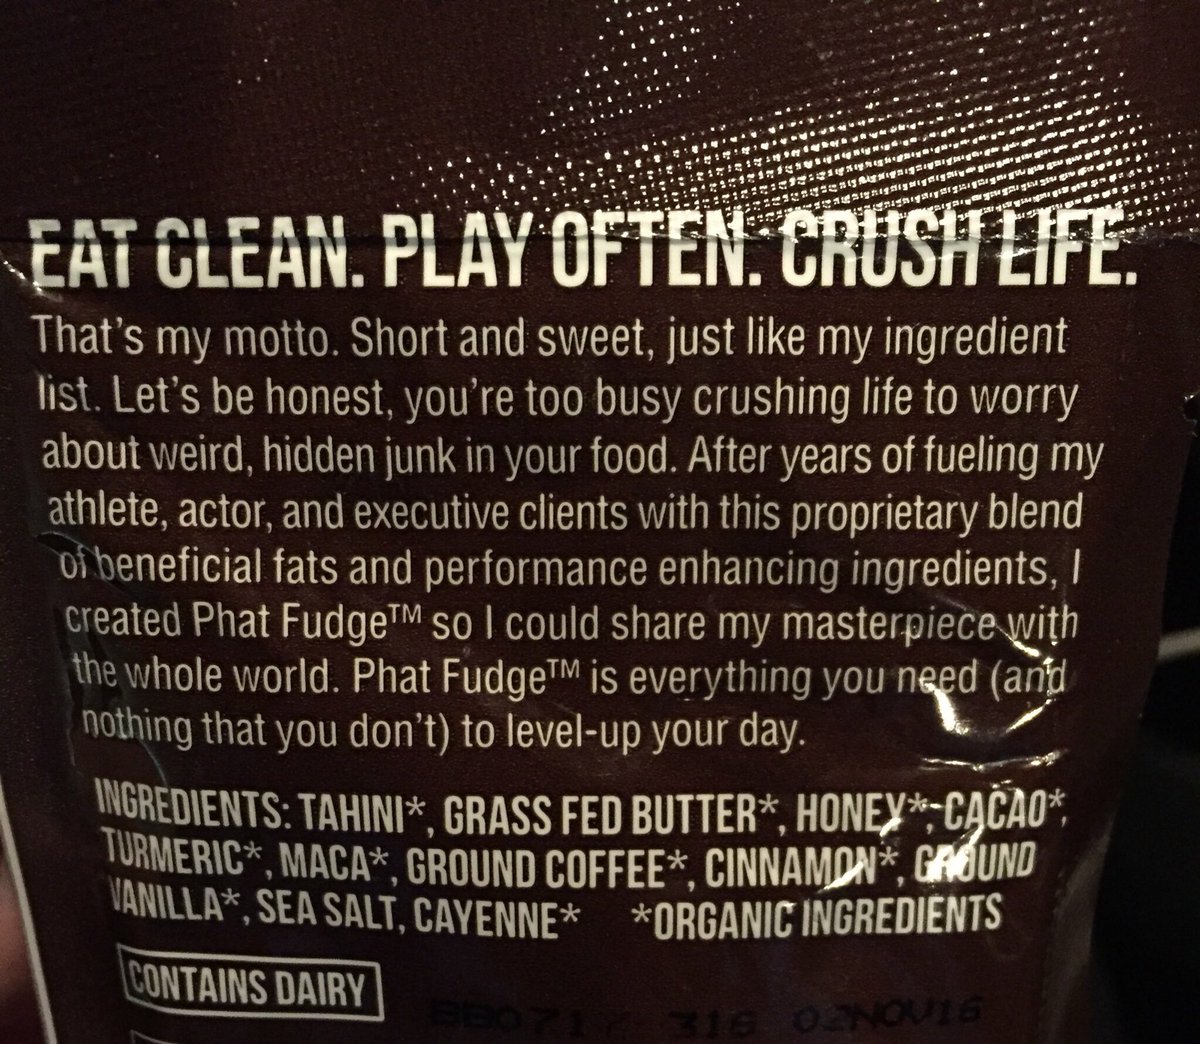 EAT CLEAN. PLAY OFTEN. CRUSH LIFE.
That's my motto. Short and sweet, just like my ingredient
list. Let's be honest, you're too busy crushing life to worry
about weird, hidden junk in your food. After years of fueling my
athlete, actor, and executive clients with this proprietary blend
of beneficial fats and performance enhancing ingredients, I
created Phat Fudge™ so I could share my masterpiece with
the whole world. Phat Fudge™ is everything you need (and
nothing that you don't) to level-up your day.
INGREDIENTS: TAHINI*, GRASS FED BUTTER*, HONEY*, CACAO*,
TURMERIC*, MACA*, GROUND COFFEE*, CINNAMON*, GROUND
VANILLA*, SEA SALT, CAYENNE* *ORGANIC INGREDIENTS
CONTAINS DAIRY
BB0717 316 02NOV16